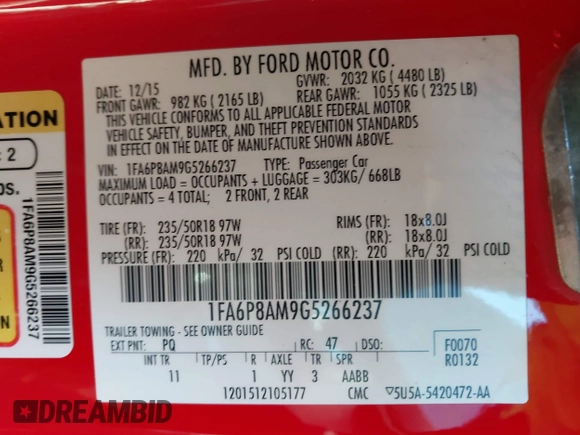 MFD. BY FORD MOTOR CO.
DATE: 12/15 GVWR: 2032 KG ( 4480 LB)
FRONT GAWR: 982 KG ( 2165 LB) REAR GAWR: 1055 KG ( 2325 LB)
THIS VEHICLE CONFORMS TO ALL APPLICABLE FEDERAL MOTOR
VEHICLE SAFETY, BUMPER, AND THEFT PREVENTION STANDARDS
IN EFFECT ON THE DATE OF MANUFACTURE SHOWN ABOVE.
VIN: 1FA6P8AM9G5266237 TYPE: Passenger Car
MAXIMUM LOAD = OCCUPANTS + LUGGAGE = 303KG/ 668LB
OCCUPANTS = 4 TOTAL; 2 FRONT, 2 REAR
TIRE (FR): 235/50R18 97W RIMS (FR): 18x8.0J
(RR): 235/50R18 97W (RR): 18x8.0J
PRESSURE (FR): 220 kPa/ 32 PSI COLD (RR): 220 kPa/ 32 PSI COLD
1FA6P8AM9G5266237
TRAILER TOWING - SEE OWNER GUIDE
EXT PNT: PQ RC: 47 DSO: F0070
R0132
INT TR TP/PS R AXLE TR SPR
11 1 YY 3 AABB
1201512105177 CMC 5U5A-5420472-AA
ATION
: 2
OS.
1FA6P8AM9G5266237
DREAMBID